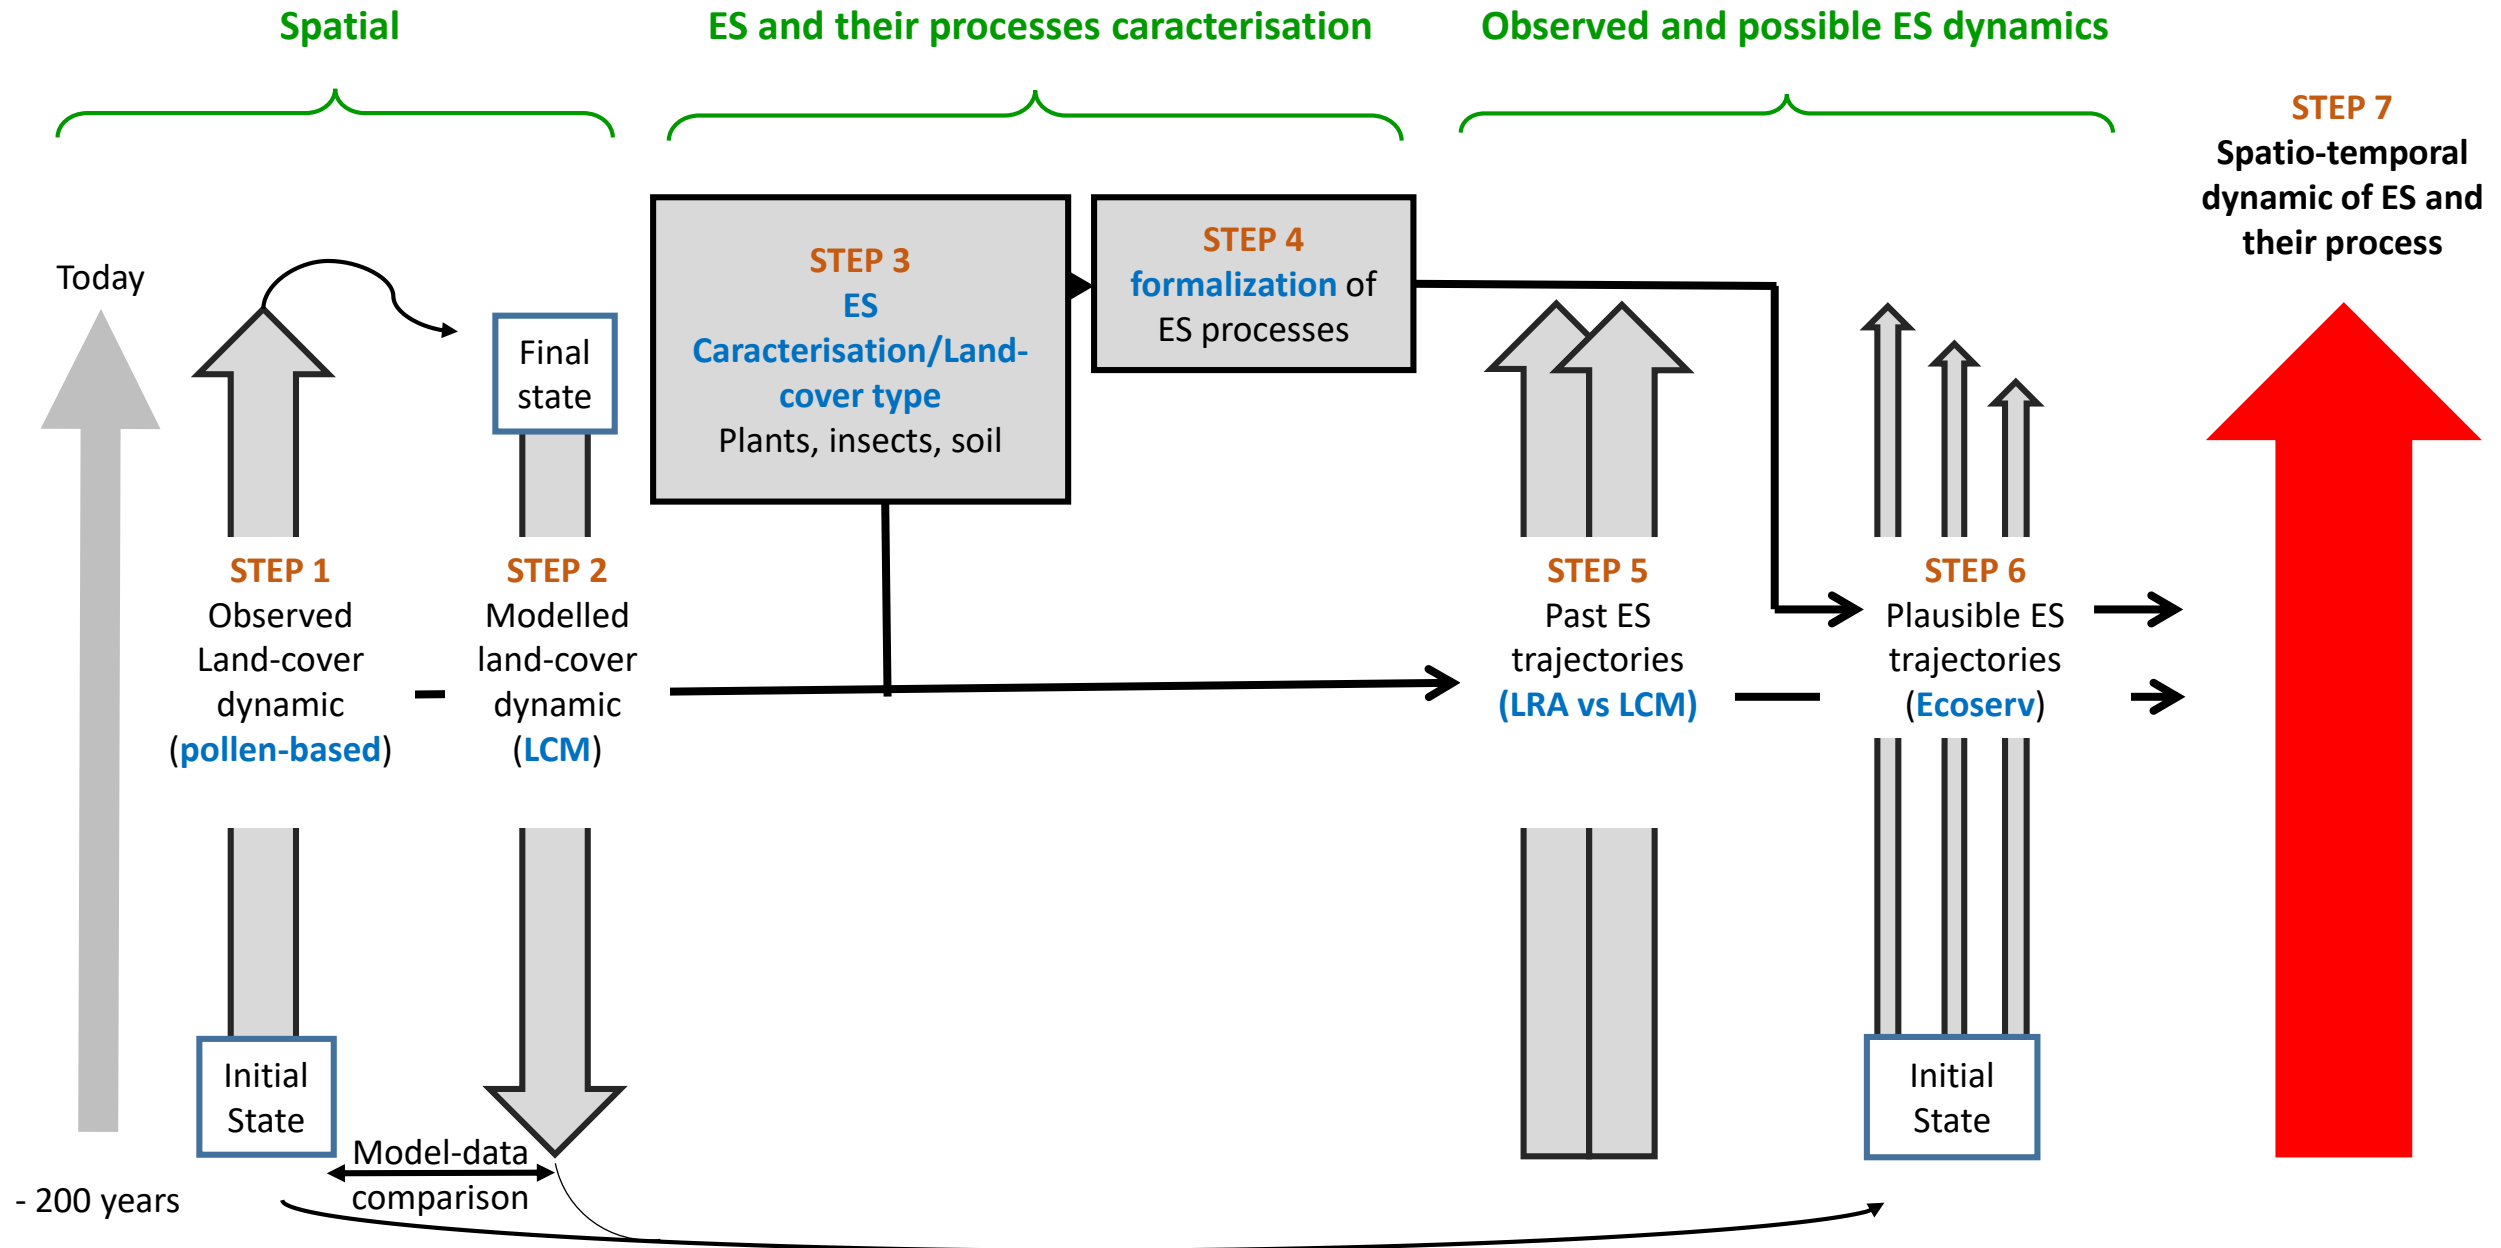 Spatial
ES and their processes caracterisation
Observed and possible ES dynamics
STEP 7
Spatio-temporal
dynamic of ES and
their process
Today
Final
state
STEP 3
ES
Caracterisation/Land-
cover type
Plants, insects, soil
STEP 4
formalization of
ES processes
STEP 1
Observed
Land-cover
dynamic
(pollen-based)
STEP 2
Modelled
land-cover
dynamic
(LCM)
STEP 5
Past ES
trajectories
(LRA vs LCM)
STEP 6
Plausible ES
trajectories
(Ecoserv)
Initial
State
Initial
State
Model-data
comparison
- 200 years